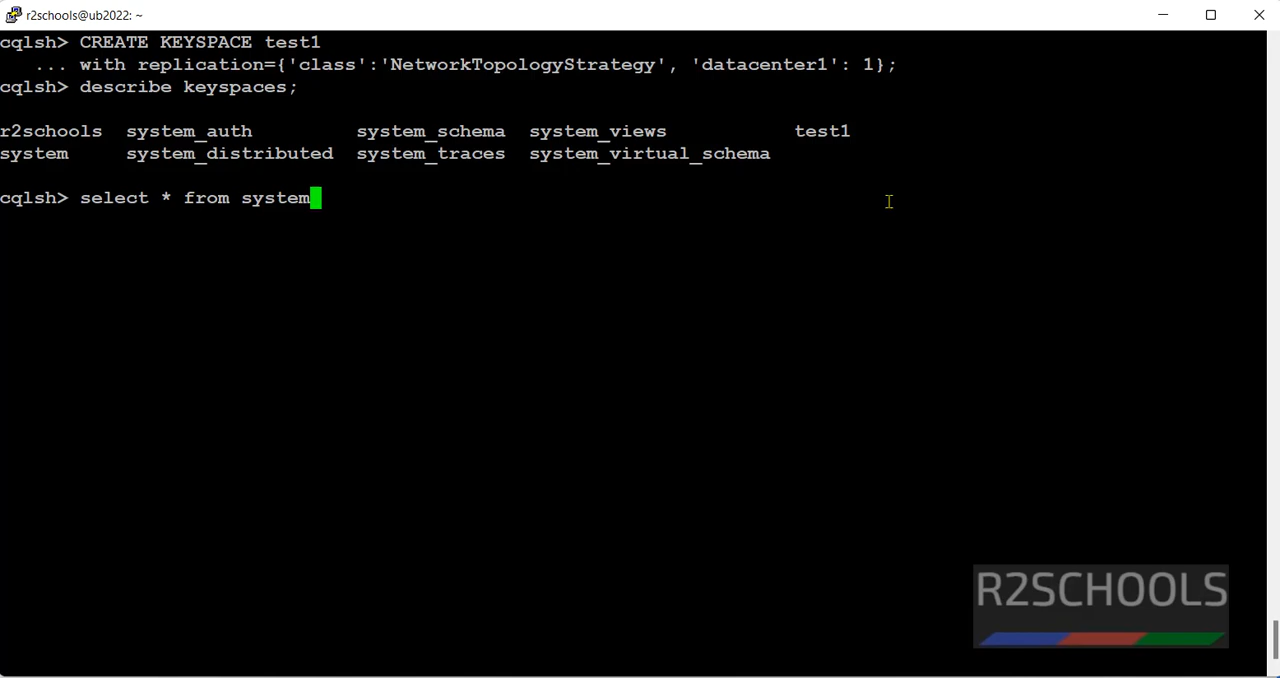 r2schools@ub2022: ~
cqlsh> CREATE KEYSPACE test1
   ... with replication={'class':'NetworkTopologyStrategy', 'datacenter1': 1};
cqlsh> describe keyspaces;
r2schools  system_auth         system_schema  system_views           test1
system     system_distributed  system_traces  system_virtual_schema
cqlsh> select * from system
R2SCHOOLS